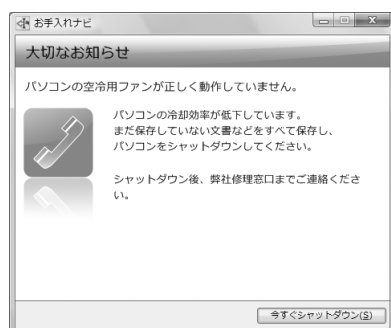 お手入れナビ
大切なお知らせ
パソコンの空冷用ファンが正しく動作していません。
パソコンの冷却効率が低下しています。
まだ保存していない文書などをすべて保存し、
パソコンをシャットダウンしてください。
シャットダウン後、弊社修理窓口までご連絡くださ
い。
今すぐシャットダウン(S)